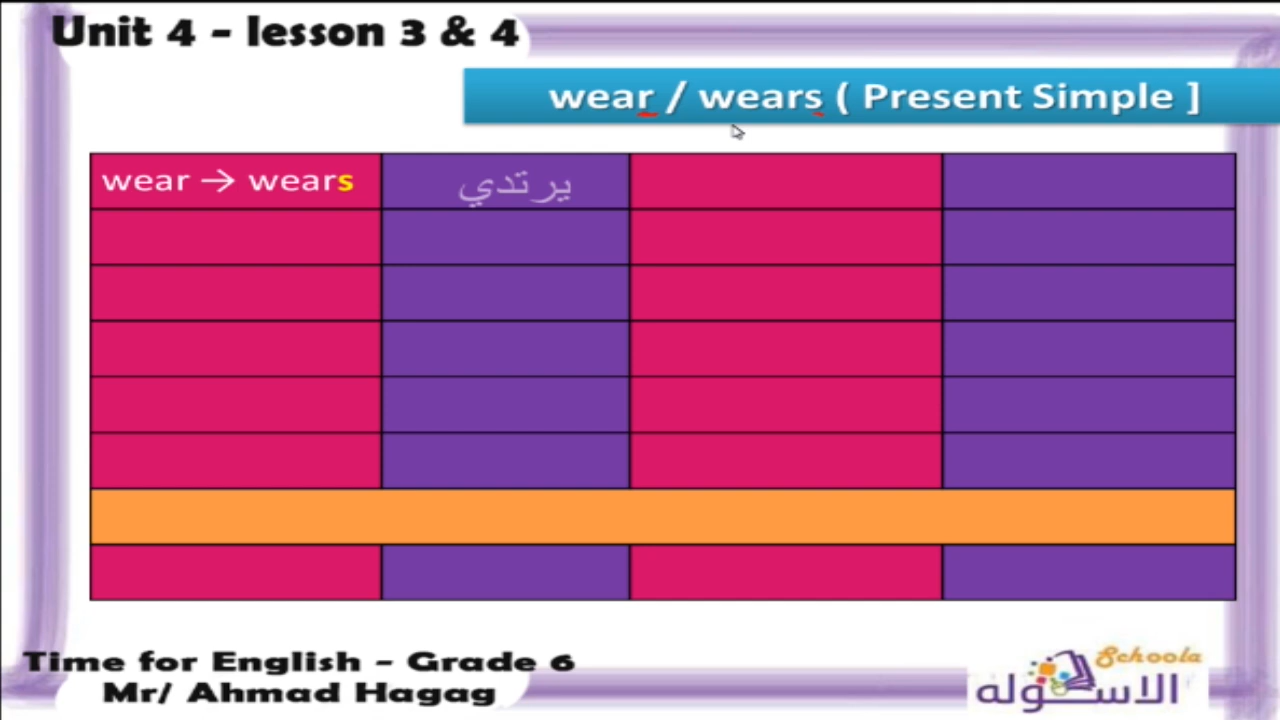 Unit 4 - lesson 3 & 4
wear / wears ( Present Simple ]
wear → wears
يرتدي
Time for English - Grade 6
Mr/ Ahmad Hagag
Schoola
الاسكوله